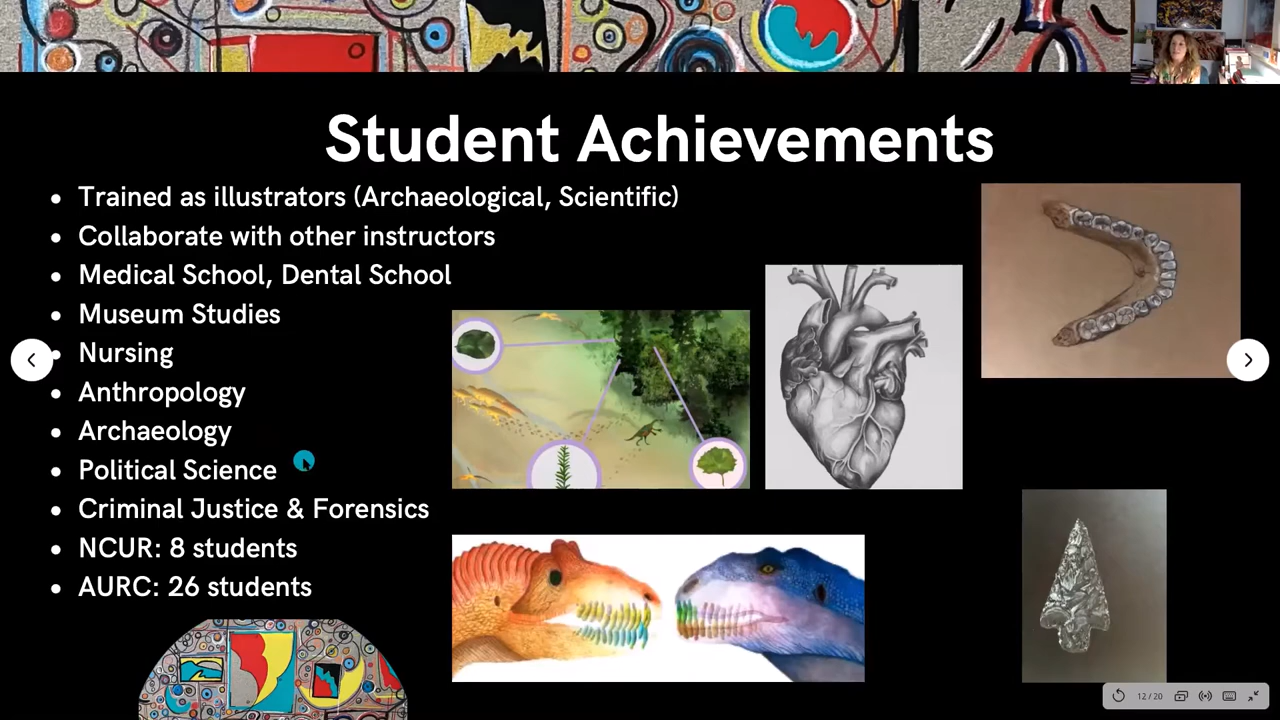 Student Achievements
Trained as illustrators (Archaeological, Scientific)
Collaborate with other instructors
Medical School, Dental School
Museum Studies
Nursing
Anthropology
Archaeology
Political Science
Criminal Justice & Forensics
NCUR: 8 students
AURC: 26 students
12 / 20